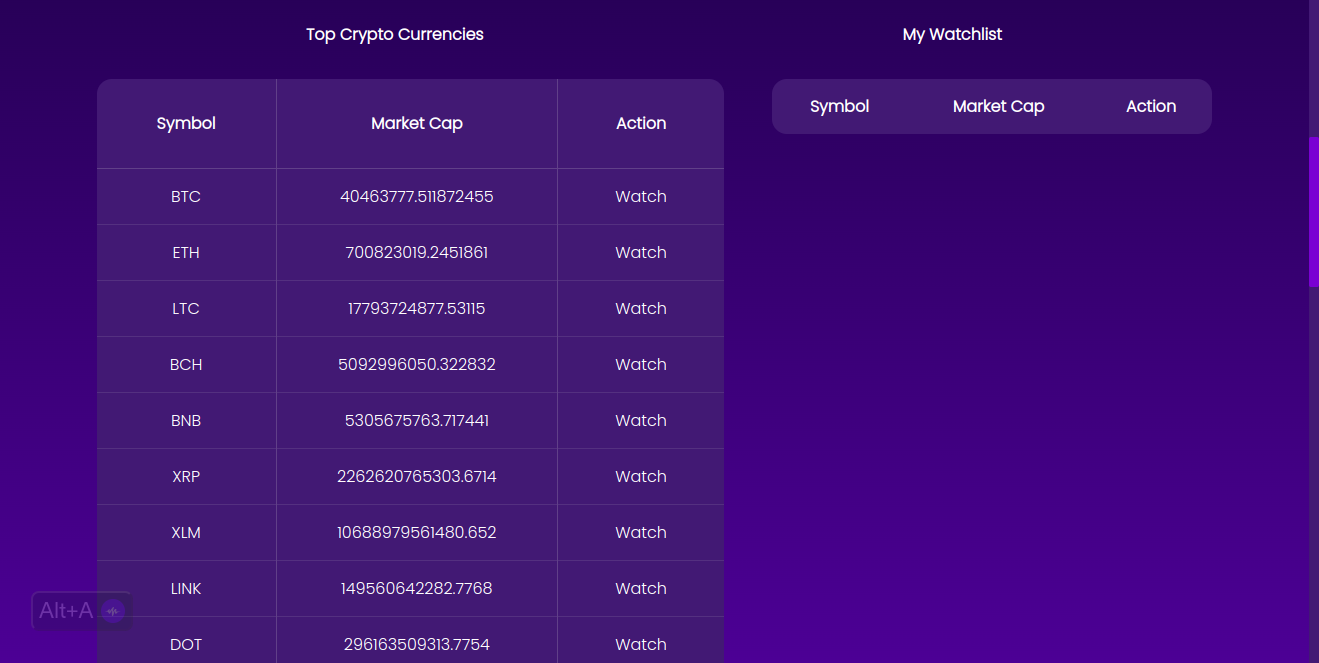 Top Crypto Currencies
My Watchlist
Symbol Market Cap Action
Symbol Market Cap Action
BTC 40463777.511872455 Watch
ETH 700823019.2451861 Watch
LTC 17793724877.53115 Watch
BCH 5092996050.322832 Watch
BNB 5305675763.717441 Watch
XRP 2262620765303.6714 Watch
XLM 10688979561480.652 Watch
LINK 149560642282.7768 Watch
DOT 296163509313.7754 Watch
Alt+A